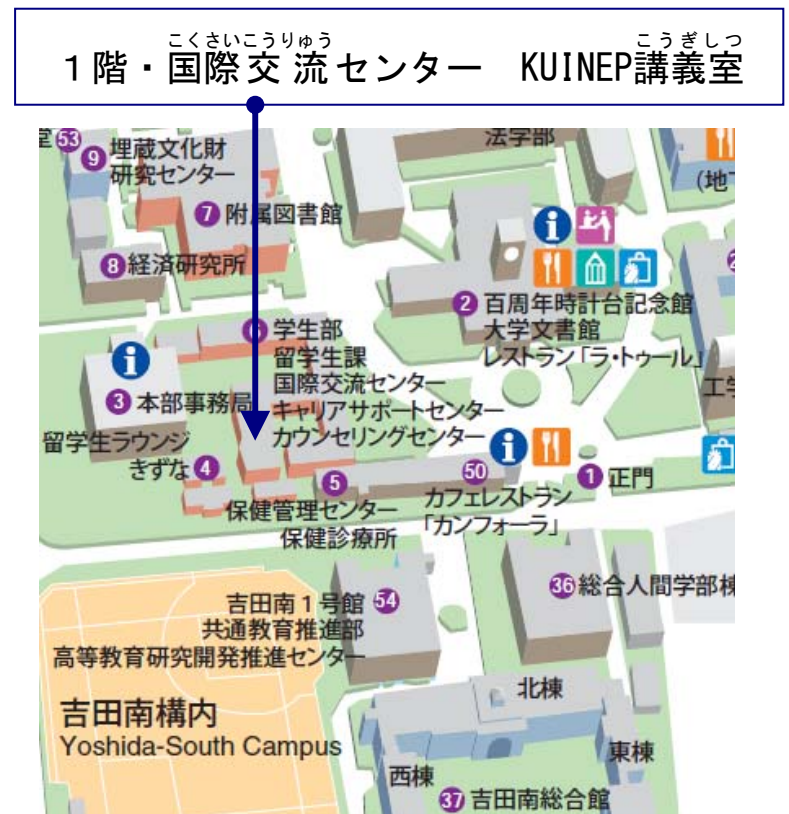 こくさいこうりゅう こうぎしつ
１階・国際交流センター KUINEP講義室
堂 53
9 埋蔵文化財
研究センター
7 附属図書館
8 経済研究所
法学部
(地下
2 百周年時計台記念館
大学文書館
レストラン「ラ・トゥール」
工学
6 学生部
留学生課
国際交流センター
キャリアサポートセンター
カウンセリングセンター
3 本部事務局
留学生ラウンジ
きずな 4
5
保健管理センター
保健診療所
50
カフェレストラン
「カンフォーラ」
1 正門
36 総合人間学部棟
吉田南１号館 54
共通教育推進部
高等教育研究開発推進センター
吉田南構内
Yoshida-South Campus
北棟
東棟
西棟
37 吉田南総合館